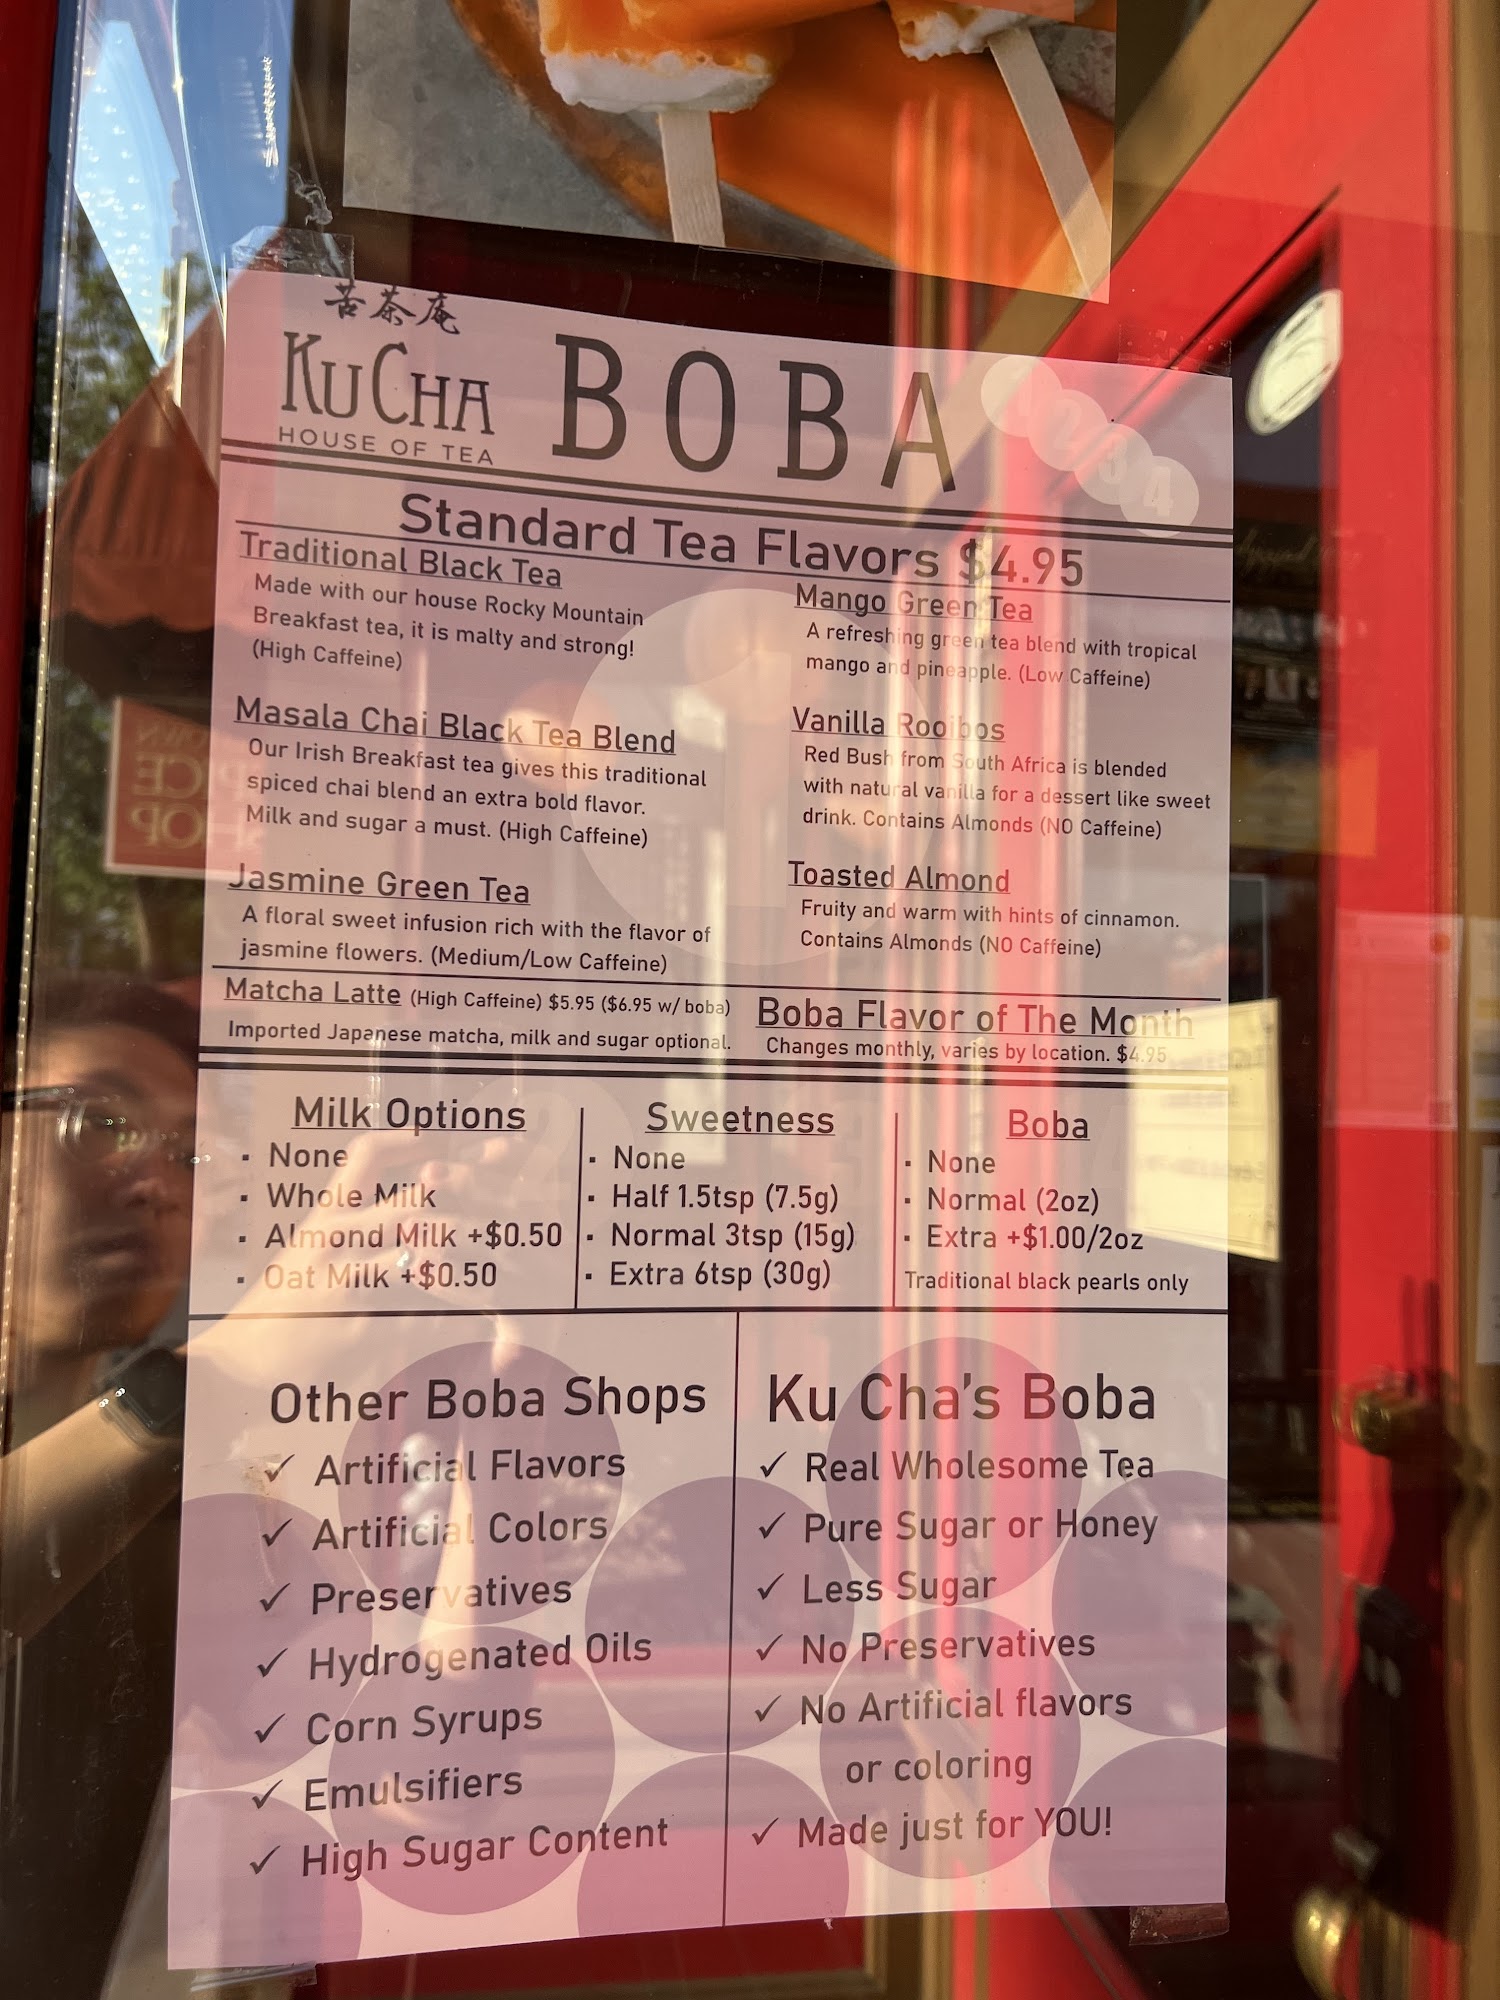 苦茶庵
KUCHA
HOUSE OF TEA
BOBA
1 2 3 4
Standard Tea Flavors $4.95
Traditional Black Tea
Made with our house Rocky Mountain
Breakfast tea, it is malty and strong!
(High Caffeine)
Masala Chai Black Tea Blend
Our Irish Breakfast tea gives this traditional
spiced chai blend an extra bold flavor.
Milk and sugar a must. (High Caffeine)
Jasmine Green Tea
A floral sweet infusion rich with the flavor of
jasmine flowers. (Medium/Low Caffeine)
Mango Green Tea
A refreshing green tea blend with tropical
mango and pineapple. (Low Caffeine)
Vanilla Rooibos
Red Bush from South Africa is blended
with natural vanilla for a dessert like sweet
drink. Contains Almonds (NO Caffeine)
Toasted Almond
Fruity and warm with hints of cinnamon.
Contains Almonds (NO Caffeine)
1
Matcha Latte (High Caffeine) $5.95 ($6.95 w/ boba)
Imported Japanese matcha, milk and sugar optional.
Boba Flavor of The Month
Changes monthly, varies by location. $4.95
2
3
4
Milk Options
· None
· Whole Milk
· Almond Milk +$0.50
· Oat Milk +$0.50
Sweetness
· None
· Half 1.5tsp (7.5g)
· Normal 3tsp (15g)
· Extra 6tsp (30g)
Boba
· None
· Normal (2oz)
· Extra +$1.00/2oz
Traditional black pearls only
Other Boba Shops
✓ Artificial Flavors
✓ Artificial Colors
✓ Preservatives
✓ Hydrogenated Oils
✓ Corn Syrups
✓ Emulsifiers
✓ High Sugar Content
Ku Cha's Boba
✓ Real Wholesome Tea
✓ Pure Sugar or Honey
✓ Less Sugar
✓ No Preservatives
✓ No Artificial flavors
or coloring
✓ Made just for YOU!